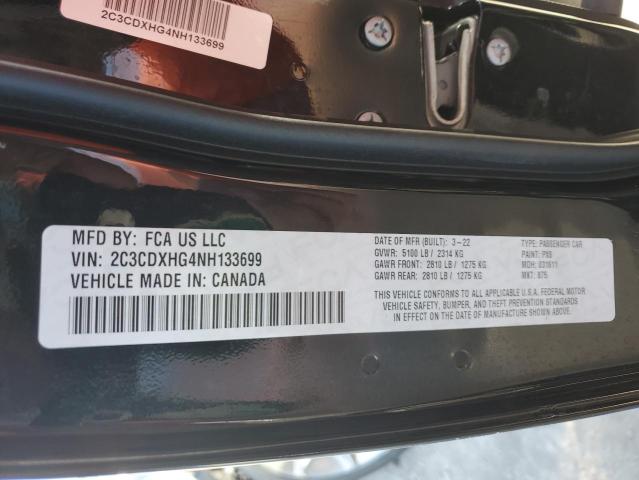 2C3CDXHG4NH133699
MFD BY: FCA US LLC
VIN: 2C3CDXHG4NH133699
VEHICLE MADE IN: CANADA
DATE OF MFR (BUILT): 3-22
GVWR: 5100 LB / 2314 KG
GAWR FRONT: 2810 LB / 1275 KG
GAWR REAR: 2810 LB / 1275 KG
TYPE: PASSENGER CAR
PAINT: PX8
MDH: 031611
MKT: 875
THIS VEHICLE CONFORMS TO ALL APPLICABLE U.S.A. FEDERAL MOTOR
VEHICLE SAFETY, BUMPER, AND THEFT PREVENTION STANDARDS
IN EFFECT ON THE DATE OF MANUFACTURE SHOWN ABOVE.